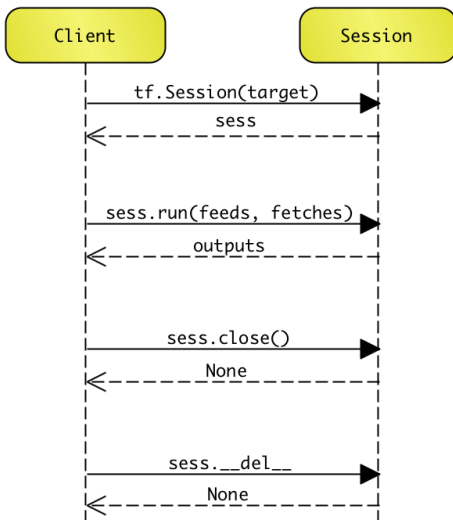 Client
Session
tf.Session(target)
sess
sess.run(feeds, fetches)
outputs
sess.close()
None
sess.__del__
None